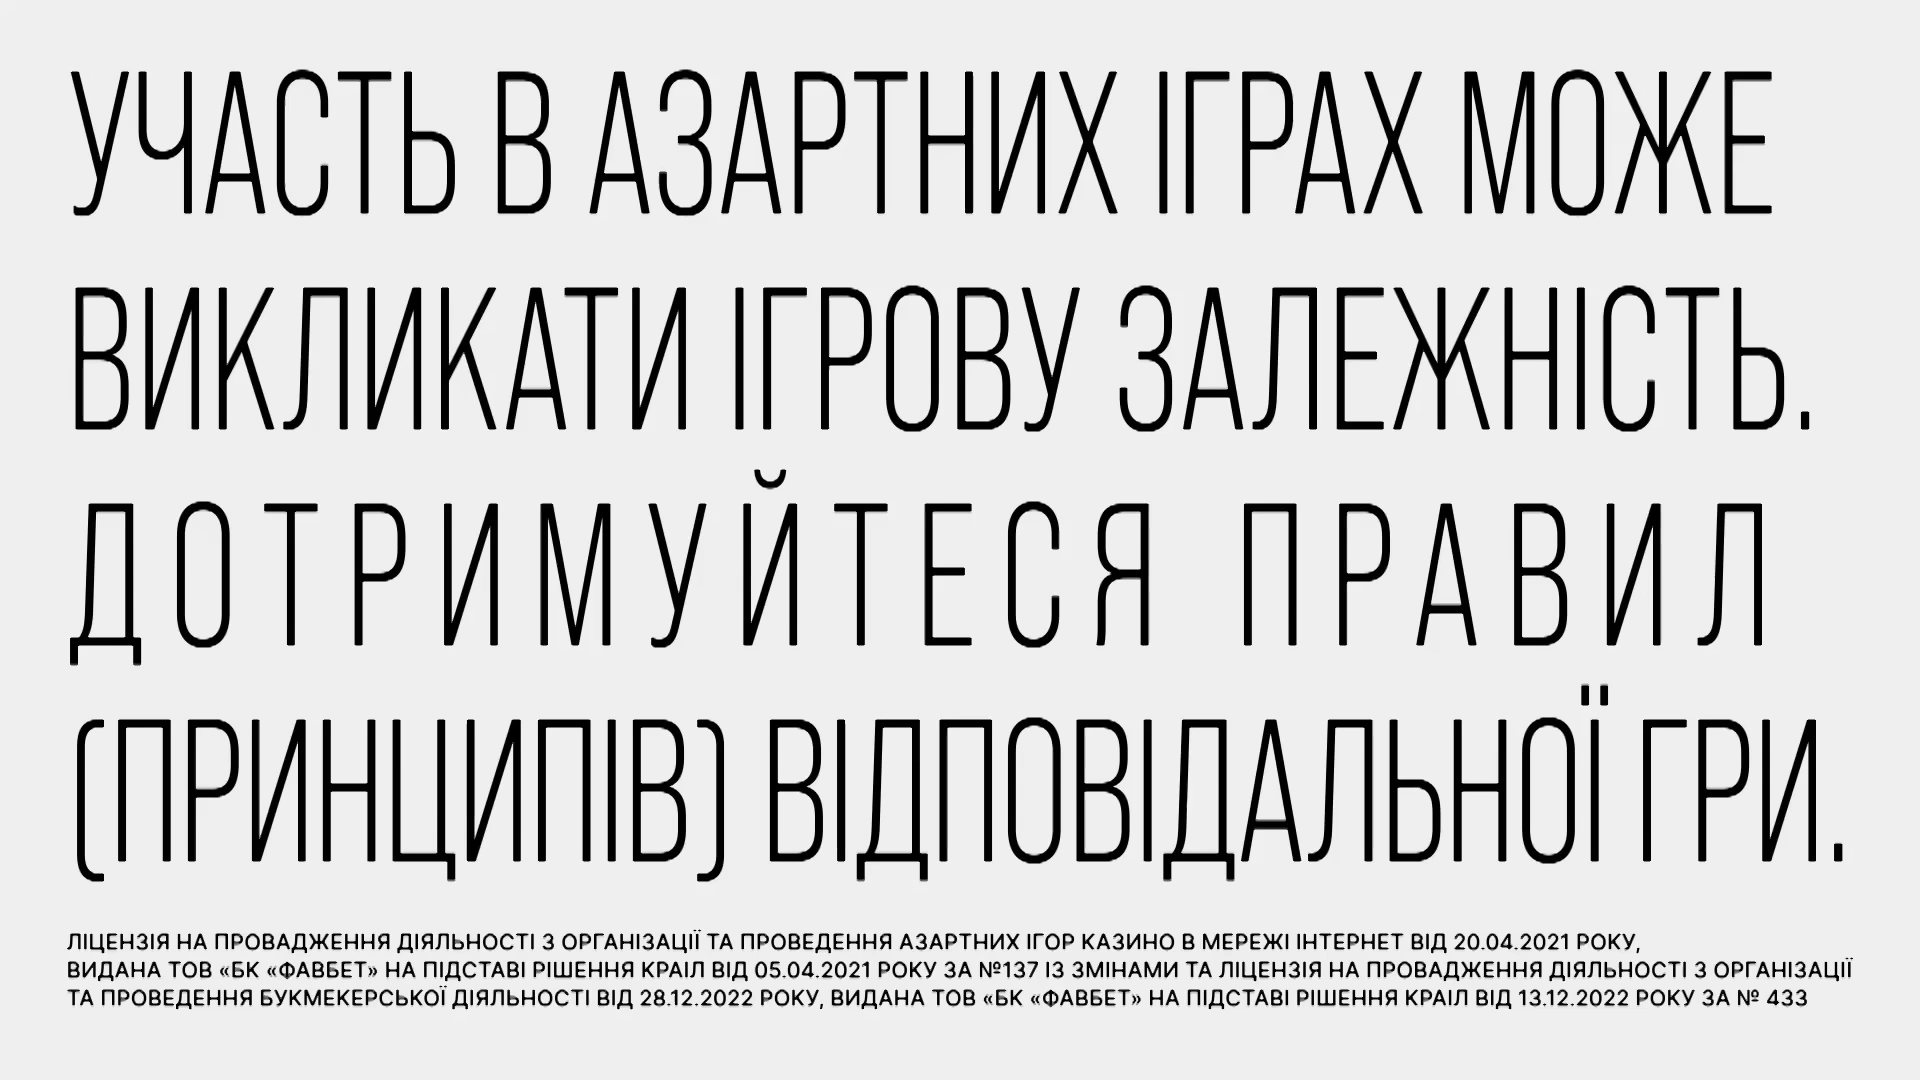 УЧАСТЬ В АЗАРТНИХ ІГРАХ МОЖЕ
ВИКЛИКАТИ ІГРОВУ ЗАЛЕЖНІСТЬ.
ДОТРИМУЙТЕСЯ ПРАВИЛ
(ПРИНЦИПІВ) ВІДПОВІДАЛЬНОЇ ГРИ.
ЛІЦЕНЗІЯ НА ПРОВАДЖЕННЯ ДІЯЛЬНОСТІ З ОРГАНІЗАЦІЇ ТА ПРОВЕДЕННЯ АЗАРТНИХ ІГОР КАЗИНО В МЕРЕЖІ ІНТЕРНЕТ ВІД 20.04.2021 РОКУ,
ВИДАНА ТОВ «БК «ФАВБЕТ» НА ПІДСТАВІ РІШЕННЯ КРАІЛ ВІД 05.04.2021 РОКУ ЗА №137 ІЗ ЗМІНАМИ ТА ЛІЦЕНЗІЯ НА ПРОВАДЖЕННЯ ДІЯЛЬНОСТІ З ОРГАНІЗАЦІЇ
ТА ПРОВЕДЕННЯ БУКМЕКЕРСЬКОЇ ДІЯЛЬНОСТІ ВІД 28.12.2022 РОКУ, ВИДАНА ТОВ «БК «ФАВБЕТ» НА ПІДСТАВІ РІШЕННЯ КРАІЛ ВІД 13.12.2022 РОКУ ЗА № 433